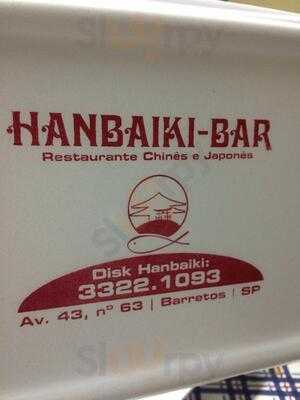 HANBAIKI-BAR
Restaurante Chinês e Japonês
Disk Hanbaiki:
3322.1093
Av. 43, nº 63 | Barretos | SP